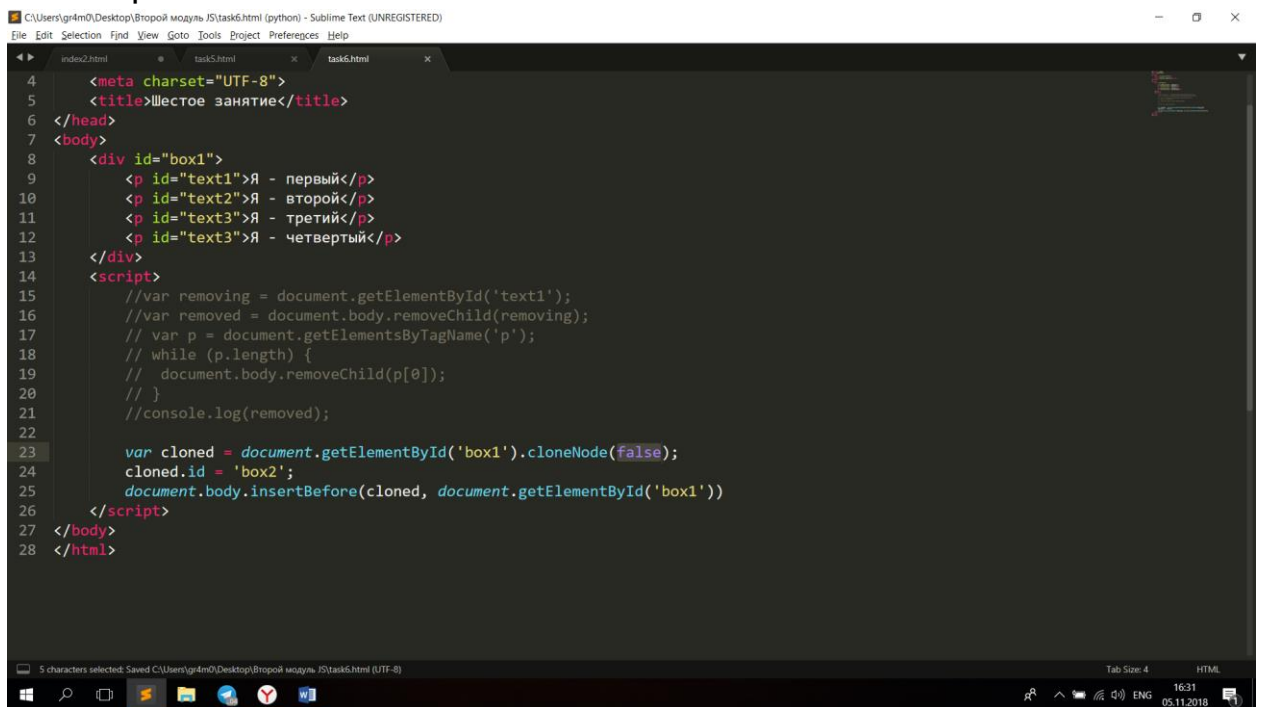 C:\Users\gr4m0\Desktop\Второй модуль JS\task6.html (python) - Sublime Text (UNREGISTERED)
File Edit Selection Find View Goto Tools Project Preferences Help
index2.html task5.html task6.html
4 <meta charset="UTF-8">
5 <title>Шестое занятие</title>
6 </head>
7 <body>
8 <div id="box1">
9 <p id="text1">Я - первый</p>
10 <p id="text2">Я - второй</p>
11 <p id="text3">Я - третий</p>
12 <p id="text3">Я - четвертый</p>
13 </div>
14 <script>
15 //var removing = document.getElementById('text1');
16 //var removed = document.body.removeChild(removing);
17 // var p = document.getElementsByTagName('p');
18 // while (p.length) {
19 // document.body.removeChild(p[0]);
20 // }
21 //console.log(removed);
22
23 var cloned = document.getElementById('box1').cloneNode(false);
24 cloned.id = 'box2';
25 document.body.insertBefore(cloned, document.getElementById('box1'))
26 </script>
27 </body>
28 </html>
5 characters selected; Saved C:\Users\gr4m0\Desktop\Второй модуль JS\task6.html (UTF-8) Tab Size: 4 HTML
ENG 16:31
05.11.2018